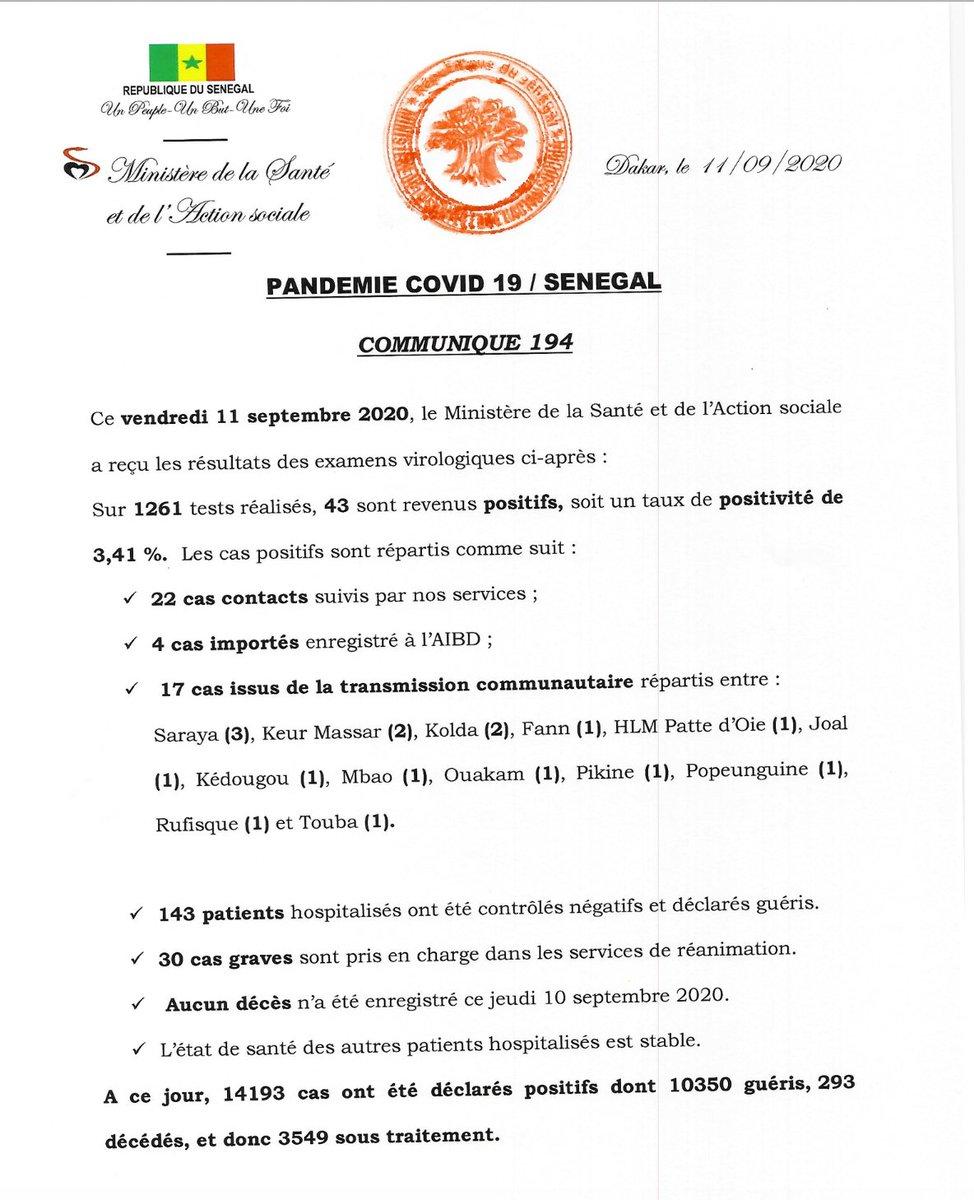 REPUBLIQUE DU SENEGAL
Un Peuple-Un But-Une Foi
Ministère de la Santé
et de l'Action sociale
République du Sénégal
Dakar, le 11/09/2020
PANDEMIE COVID 19 / SENEGAL
COMMUNIQUE 194
Ce vendredi 11 septembre 2020, le Ministère de la Santé et de l'Action sociale
a reçu les résultats des examens virologiques ci-après :
Sur 1261 tests réalisés, 43 sont revenus positifs, soit un taux de positivité de
3,41 %. Les cas positifs sont répartis comme suit :
✓ 22 cas contacts suivis par nos services ;
✓ 4 cas importés enregistré à l'AIBD ;
✓ 17 cas issus de la transmission communautaire répartis entre :
Saraya (3), Keur Massar (2), Kolda (2), Fann (1), HLM Patte d'Oie (1), Joal
(1), Kédougou (1), Mbao (1), Ouakam (1), Pikine (1), Popeunguine (1),
Rufisque (1) et Touba (1).
✓ 143 patients hospitalisés ont été contrôlés négatifs et déclarés guéris.
✓ 30 cas graves sont pris en charge dans les services de réanimation.
✓ Aucun décès n'a été enregistré ce jeudi 10 septembre 2020.
✓ L'état de santé des autres patients hospitalisés est stable.
A ce jour, 14193 cas ont été déclarés positifs dont 10350 guéris, 293
décédés, et donc 3549 sous traitement.